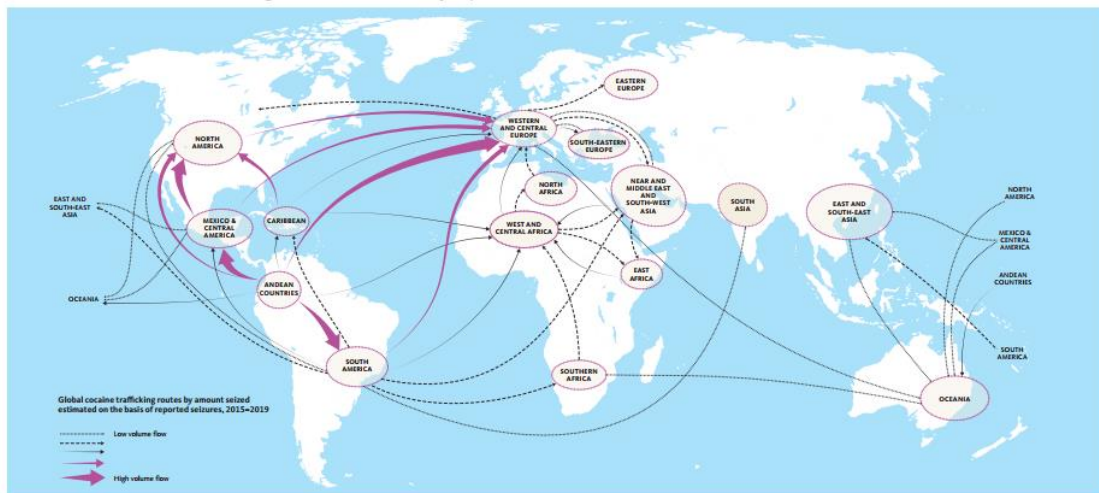 EASTERN
EUROPE
WESTERN
AND CENTRAL
EUROPE
NORTH
AMERICA
SOUTH-EASTERN
EUROPE
NEAR AND
MIDDLE EAST
AND
SOUTH-WEST
ASIA
NORTH
AFRICA
SOUTH
ASIA
EAST AND
SOUTH-EAST
ASIA
NORTH
AMERICA
EAST AND
SOUTH-EAST
ASIA
MEXICO &
CENTRAL
AMERICA
CARIBBEAN
WEST AND
CENTRAL AFRICA
MEXICO &
CENTRAL
AMERICA
EAST
AFRICA
ANDEAN
COUNTRIES
ANDEAN
COUNTRIES
OCEANIA
SOUTH
AMERICA
SOUTH
AMERICA
SOUTHERN
AFRICA
OCEANIA
Global cocaine trafficking routes by amount seized
estimated on the basis of reported seizures, 2015–2019
Low volume flow
High volume flow